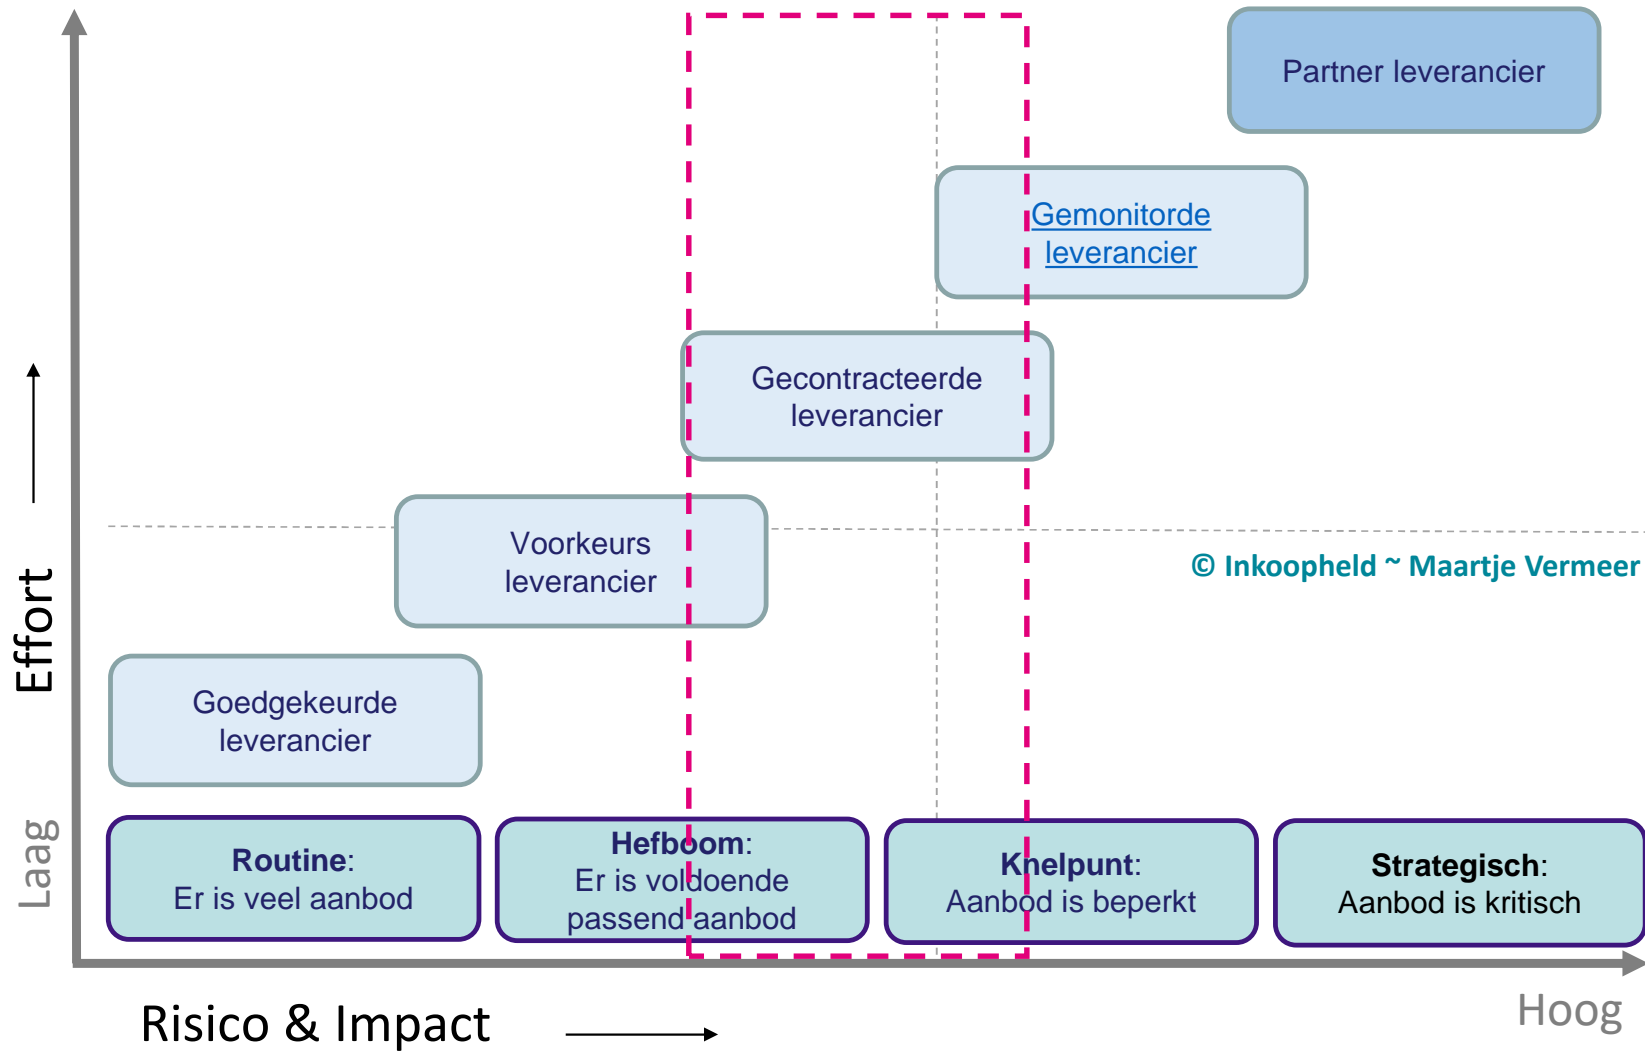 Partner leverancier
Gemonitorde
leverancier
Gecontracteerde
leverancier
Voorkeurs
leverancier
© Inkoopheld ~ Maartje Vermeer
Goedgekeurde
leverancier
Effort
Laag
Routine:
Er is veel aanbod
Hefboom:
Er is voldoende
passend aanbod
Knelpunt:
Aanbod is beperkt
Strategisch:
Aanbod is kritisch
Risico & Impact
Hoog